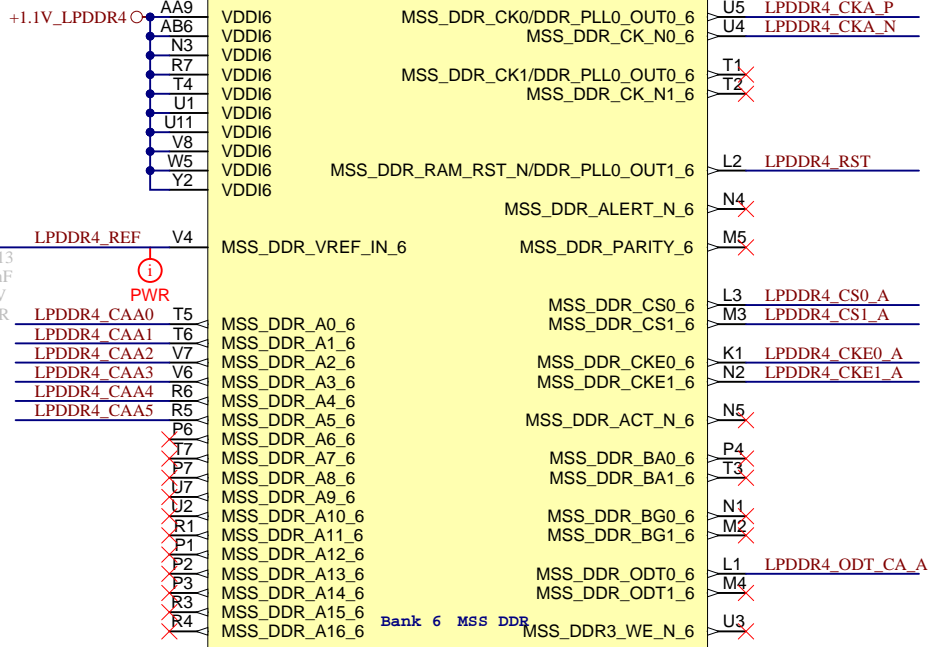 +1.1V_LPDDR4 AA9 VDDI6 MSS_DDR_CK0/DDR_PLL0_OUT0_6 U5 LPDDR4_CKA_P
AB6 VDDI6 MSS_DDR_CK_N0_6 U4 LPDDR4_CKA_N
N3 VDDI6
R7 VDDI6 MSS_DDR_CK1/DDR_PLL0_OUT0_6 T1
T4 VDDI6 MSS_DDR_CK_N1_6 T2
U1 VDDI6
U11 VDDI6
V8 VDDI6
W5 VDDI6 MSS_DDR_RAM_RST_N/DDR_PLL0_OUT1_6 L2 LPDDR4_RST
Y2 VDDI6
MSS_DDR_ALERT_N_6 N4
LPDDR4_REF V4 MSS_DDR_VREF_IN_6 MSS_DDR_PARITY_6 M5
13
i
PWR
MSS_DDR_CS0_6 L3 LPDDR4_CS0_A
LPDDR4_CAA0 T5 MSS_DDR_A0_6 MSS_DDR_CS1_6 M3 LPDDR4_CS1_A
LPDDR4_CAA1 T6 MSS_DDR_A1_6
LPDDR4_CAA2 V7 MSS_DDR_A2_6 MSS_DDR_CKE0_6 K1 LPDDR4_CKE0_A
LPDDR4_CAA3 V6 MSS_DDR_A3_6 MSS_DDR_CKE1_6 N2 LPDDR4_CKE1_A
LPDDR4_CAA4 R6 MSS_DDR_A4_6
LPDDR4_CAA5 R5 MSS_DDR_A5_6 MSS_DDR_ACT_N_6 N5
P6 MSS_DDR_A6_6
T7 MSS_DDR_A7_6 MSS_DDR_BA0_6 P4
P7 MSS_DDR_A8_6 MSS_DDR_BA1_6 T3
U7 MSS_DDR_A9_6
U2 MSS_DDR_A10_6 MSS_DDR_BG0_6 N1
R1 MSS_DDR_A11_6 MSS_DDR_BG1_6 M2
P1 MSS_DDR_A12_6
P2 MSS_DDR_A13_6 MSS_DDR_ODT0_6 L1 LPDDR4_ODT_CA_A
P3 MSS_DDR_A14_6 MSS_DDR_ODT1_6 M4
R3 MSS_DDR_A15_6
R4 MSS_DDR_A16_6 Bank 6 MSS DDR MSS_DDR3_WE_N_6 U3